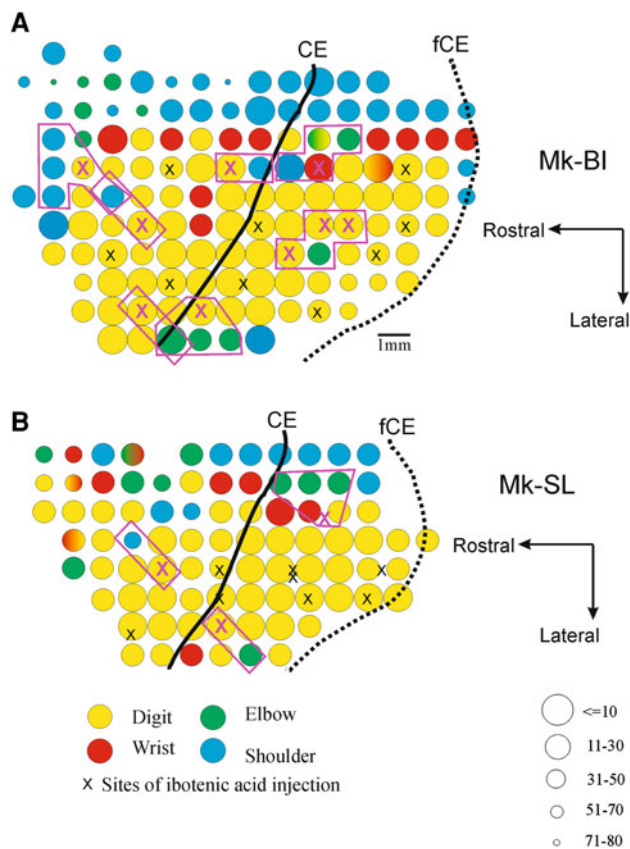 A
CE
fCE
Mk-BI
Rostral
Lateral
1mm
x x x x x x x x x x x
x x x x x x x x
B
CE
fCE
Mk-SL
Rostral
Lateral
x x x x x x x x x
x x x
Digit
Elbow
Wrist
Shoulder
x Sites of ibotenic acid injection
<=10
11-30
31-50
51-70
71-80